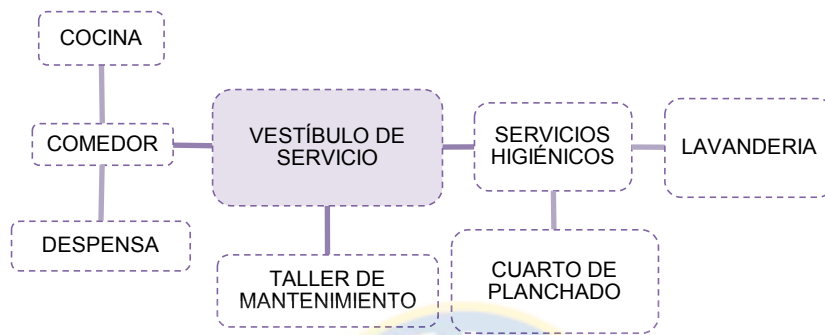 COCINA
COMEDOR
DESPENSA
VESTÍBULO DE
SERVICIO
TALLER DE
MANTENIMIENTO
SERVICIOS
HIGIÉNICOS
CUARTO DE
PLANCHADO
LAVANDERIA